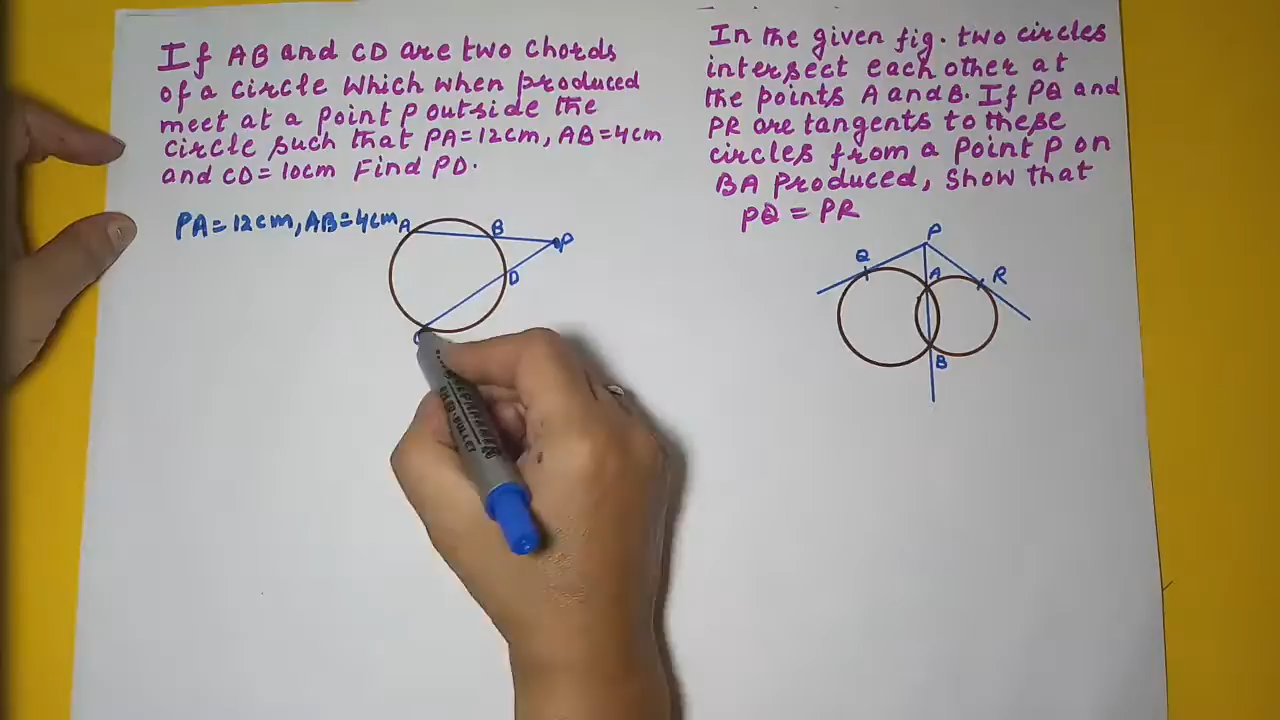 If AB and CD are two chords
of a circle which when produced
meet at a point P outside the
circle such that PA=12cm, AB=4cm
and CD=10cm Find PD.
PA=12cm, AB=4cm
A
B
P
D
C
In the given fig. two circles
intersect each other at
the points A and B. If PQ and
PR are tangents to these
circles from a point P on
BA produced, Show that
PQ = PR
P
Q
A
R
B